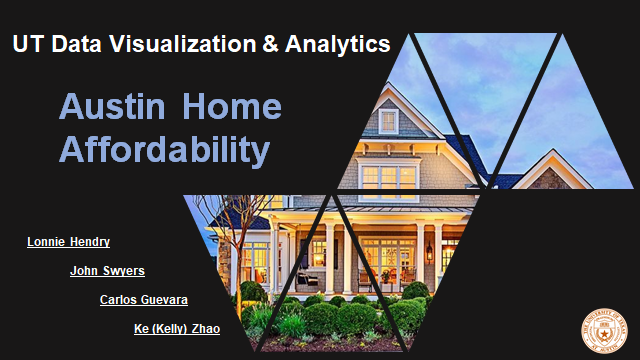 UT Data Visualization & Analytics
Austin Home
Affordability
Lonnie Hendry
John Swyers
Carlos Guevara
Ke (Kelly) Zhao